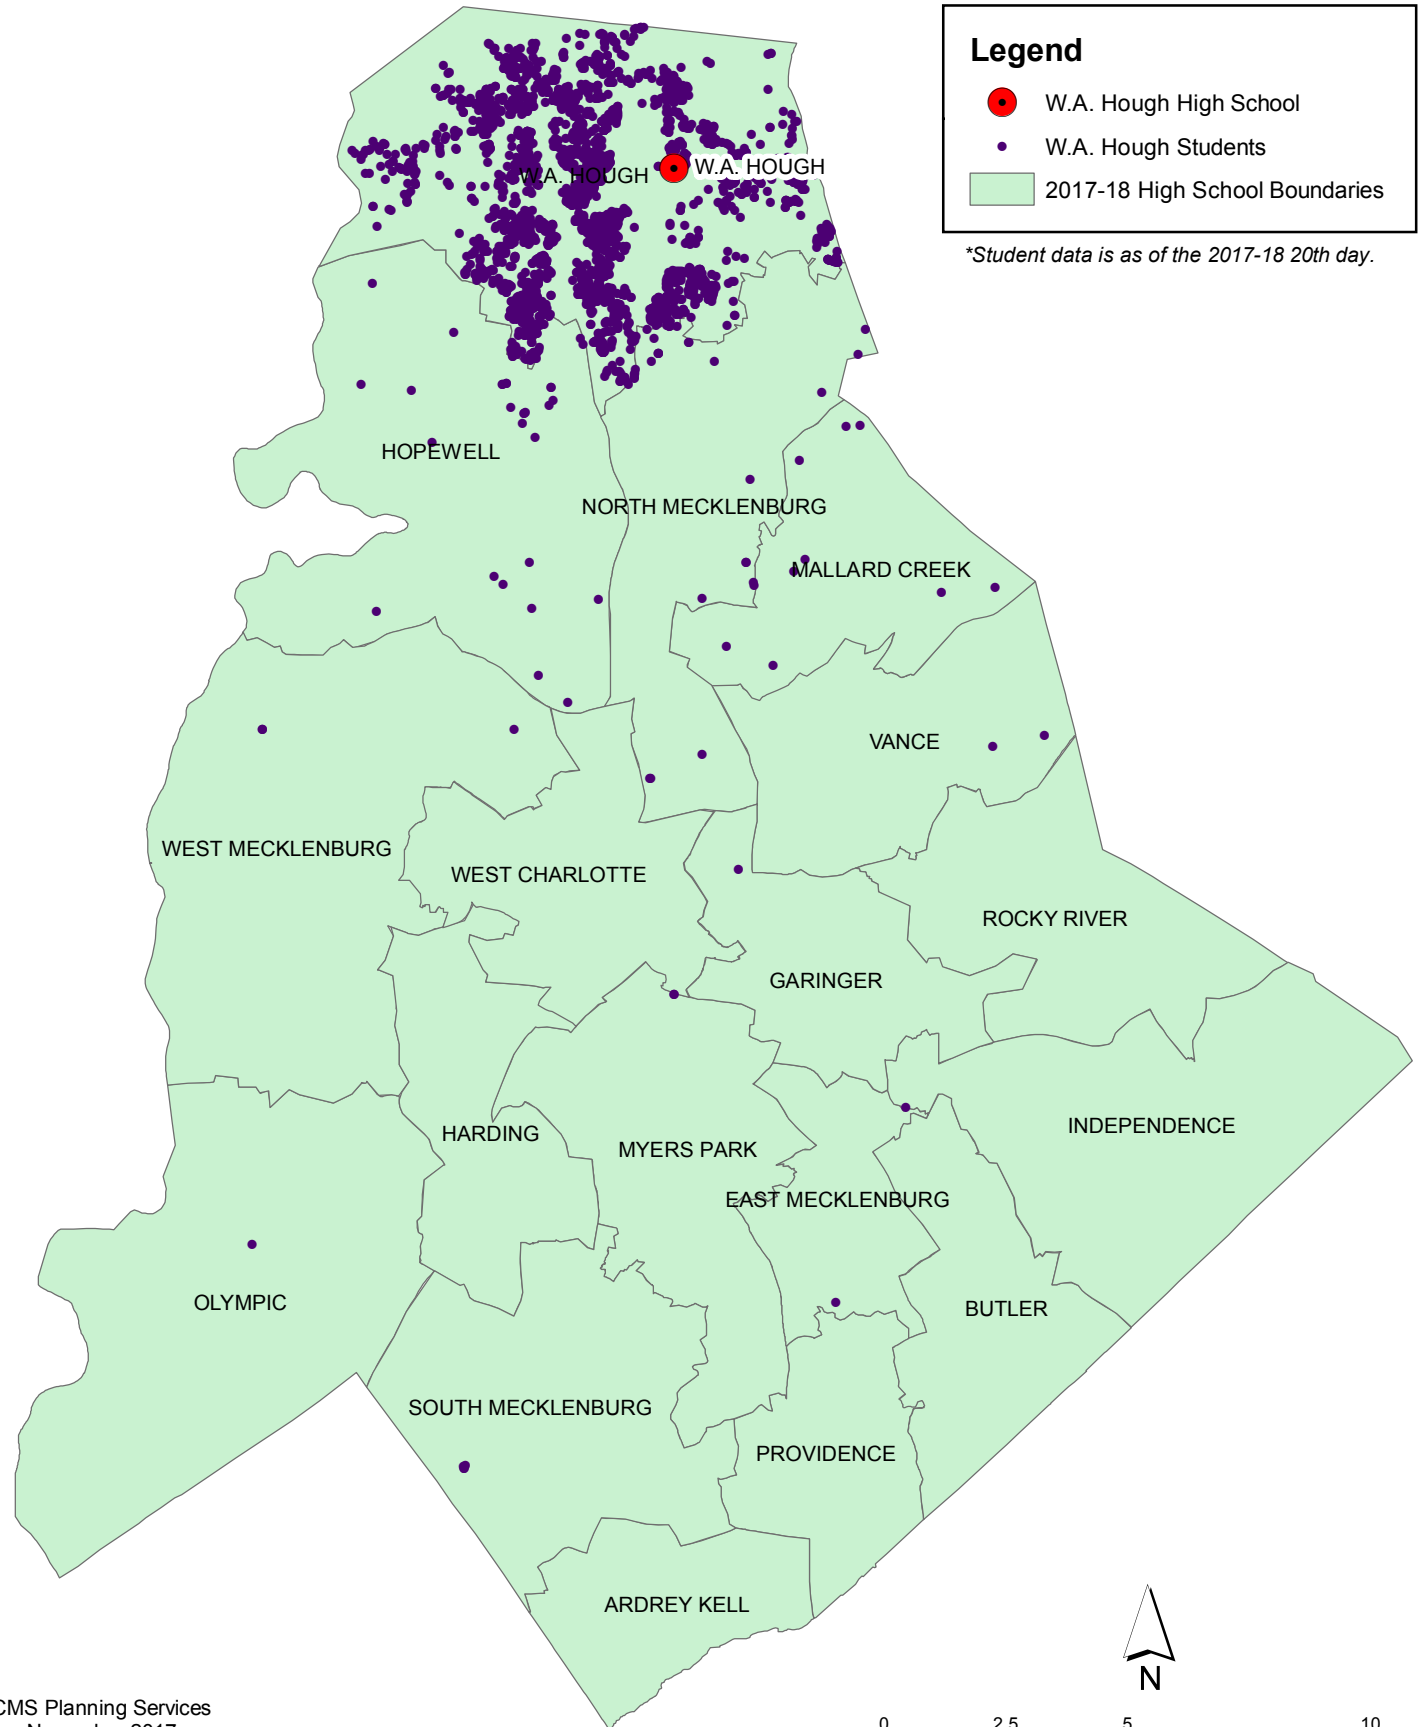 Legend
W.A. Hough High School
W.A. Hough Students
2017-18 High School Boundaries
*Student data is as of the 2017-18 20th day.
W.A. HOUGH
W.A. HOUGH
HOPEWELL
NORTH MECKLENBURG
MALLARD CREEK
VANCE
WEST MECKLENBURG
WEST CHARLOTTE
ROCKY RIVER
GARINGER
INDEPENDENCE
HARDING
MYERS PARK
EAST MECKLENBURG
OLYMPIC
BUTLER
SOUTH MECKLENBURG
PROVIDENCE
ARDREY KELL
N
CMS Planning Services
November 2017
0 2.5 5 10